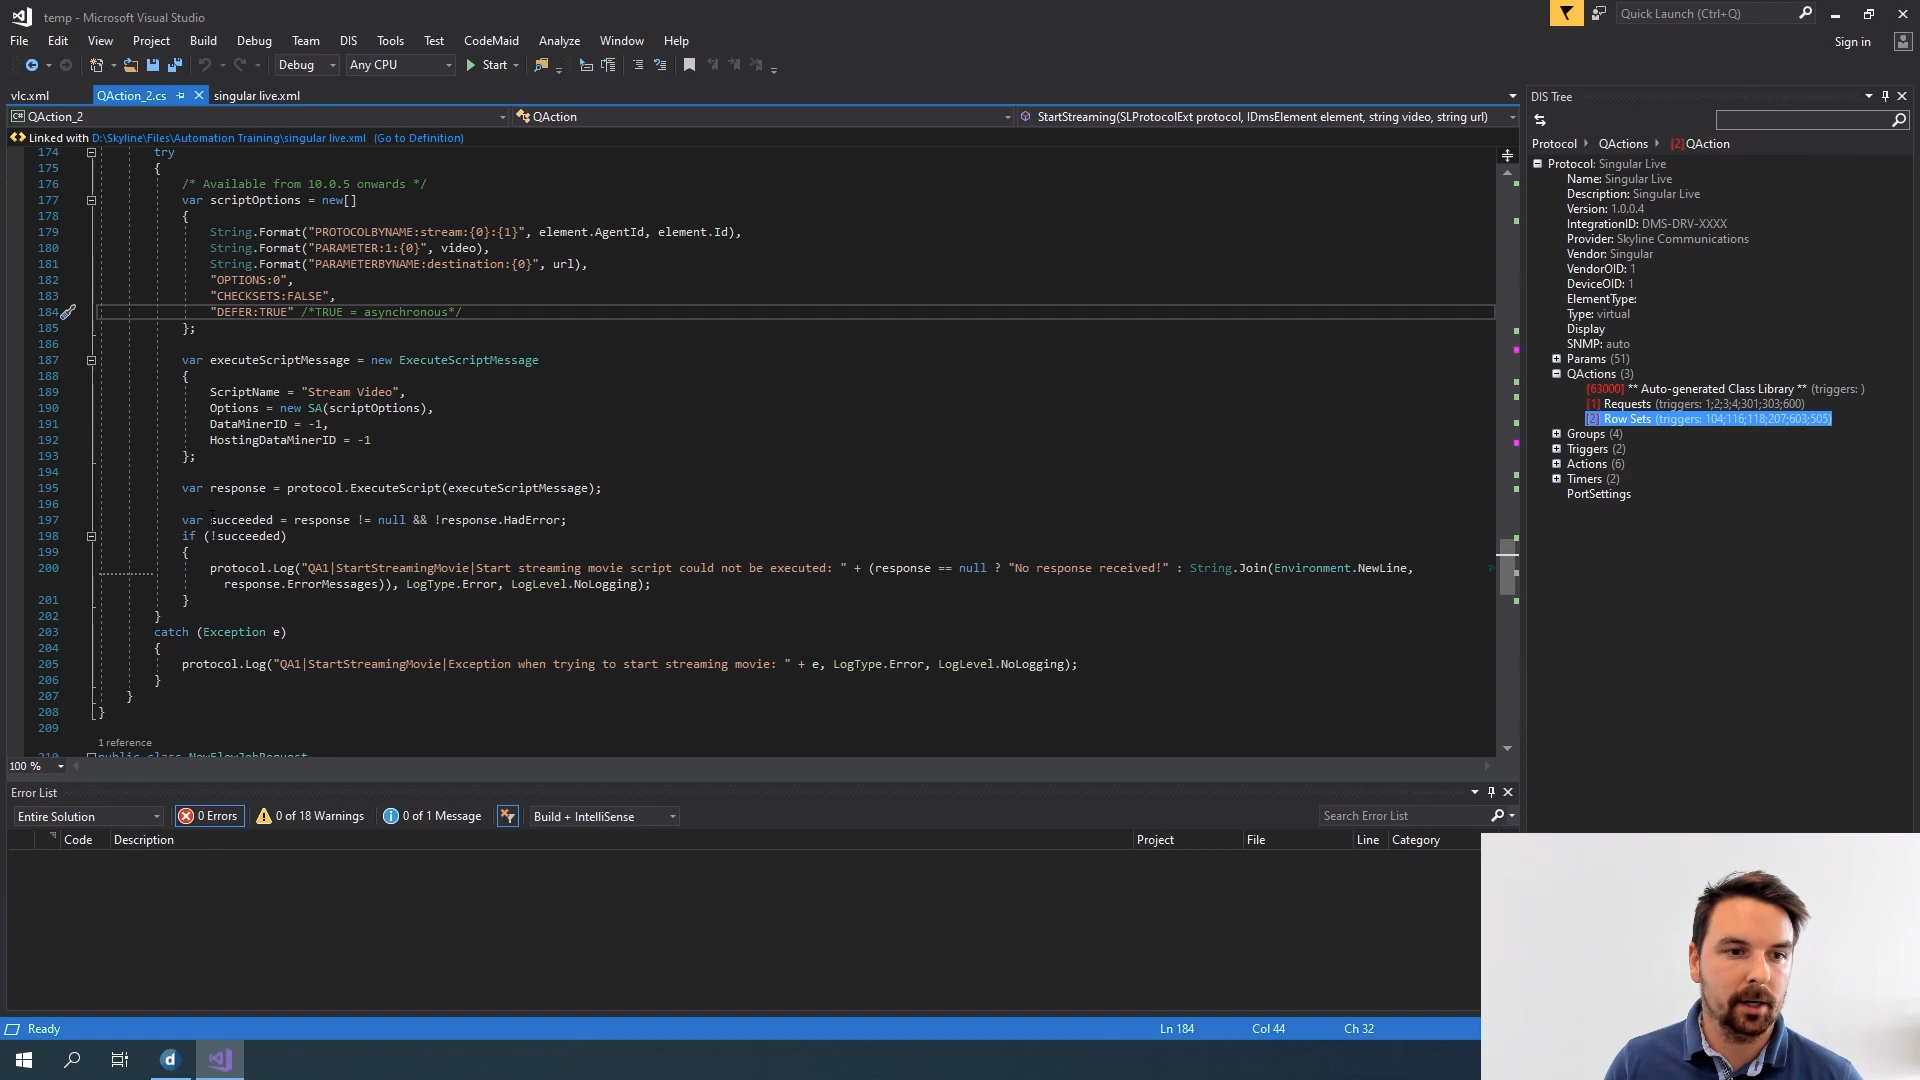 temp - Microsoft Visual Studio
Quick Launch (Ctrl+Q)
File Edit View Project Build Debug Team DIS Tools Test CodeMaid Analyze Window Help
Sign in
Debug Any CPU Start
vlc.xml QAction_2.cs singular live.xml
DIS Tree
QAction_2 QAction StartStreaming(SLProtocolExt protocol, IDmsElement element, string video, string url)
Linked with D:\Skyline\Files\Automation Training\singular live.xml (Go to Definition)
174 try
175 {
176 /* Available from 10.0.5 onwards */
177 var scriptOptions = new[]
178 {
179 String.Format("PROTOCOLBYNAME:stream:{0}:{1}", element.AgentId, element.Id),
180 String.Format("PARAMETER:1:{0}", video),
181 String.Format("PARAMETERBYNAME:destination:{0}", url),
182 "OPTIONS:0",
183 "CHECKSETS:FALSE",
184 "DEFER:TRUE" /*TRUE = asynchronous*/
185 };
186
187 var executeScriptMessage = new ExecuteScriptMessage
188 {
189 ScriptName = "Stream Video",
190 Options = new SA(scriptOptions),
191 DataMinerID = -1,
192 HostingDataMinerID = -1
193 };
194
195 var response = protocol.ExecuteScript(executeScriptMessage);
196
197 var succeeded = response != null && !response.HadError;
198 if (!succeeded)
199 {
200 protocol.Log("QA1|StartStreamingMovie|Start streaming movie script could not be executed: " + (response == null ? "No response received!" : String.Join(Environment.NewLine,
response.ErrorMessages)), LogType.Error, LogLevel.NoLogging);
201 }
202 }
203 catch (Exception e)
204 {
205 protocol.Log("QA1|StartStreamingMovie|Exception when trying to start streaming movie: " + e, LogType.Error, LogLevel.NoLogging);
206 }
207 }
208 }
209
1 reference
210 public class NewFlowJobRequest
100 %
Protocol QActions [2]QAction
Protocol: Singular Live
Name: Singular Live
Description: Singular Live
Version: 1.0.0.4
IntegrationID: DMS-DRV-XXXX
Provider: Skyline Communications
Vendor: Singular
VendorOID: 1
DeviceOID: 1
ElementType:
Type: virtual
Display
SNMP: auto
Params (51)
QActions (3)
[63000] ** Auto-generated Class Library ** (triggers: )
[1] Requests (triggers: 1;2;3;4;301;303;600)
[2] Row Sets (triggers: 104;116;118;207;603;505)
Groups (4)
Triggers (2)
Actions (6)
Timers (2)
PortSettings
Error List
Entire Solution 0 Errors 0 of 18 Warnings 0 of 1 Message Build + IntelliSense Search Error List
Code Description Project File Line Category
Ready Ln 184 Col 44 Ch 32